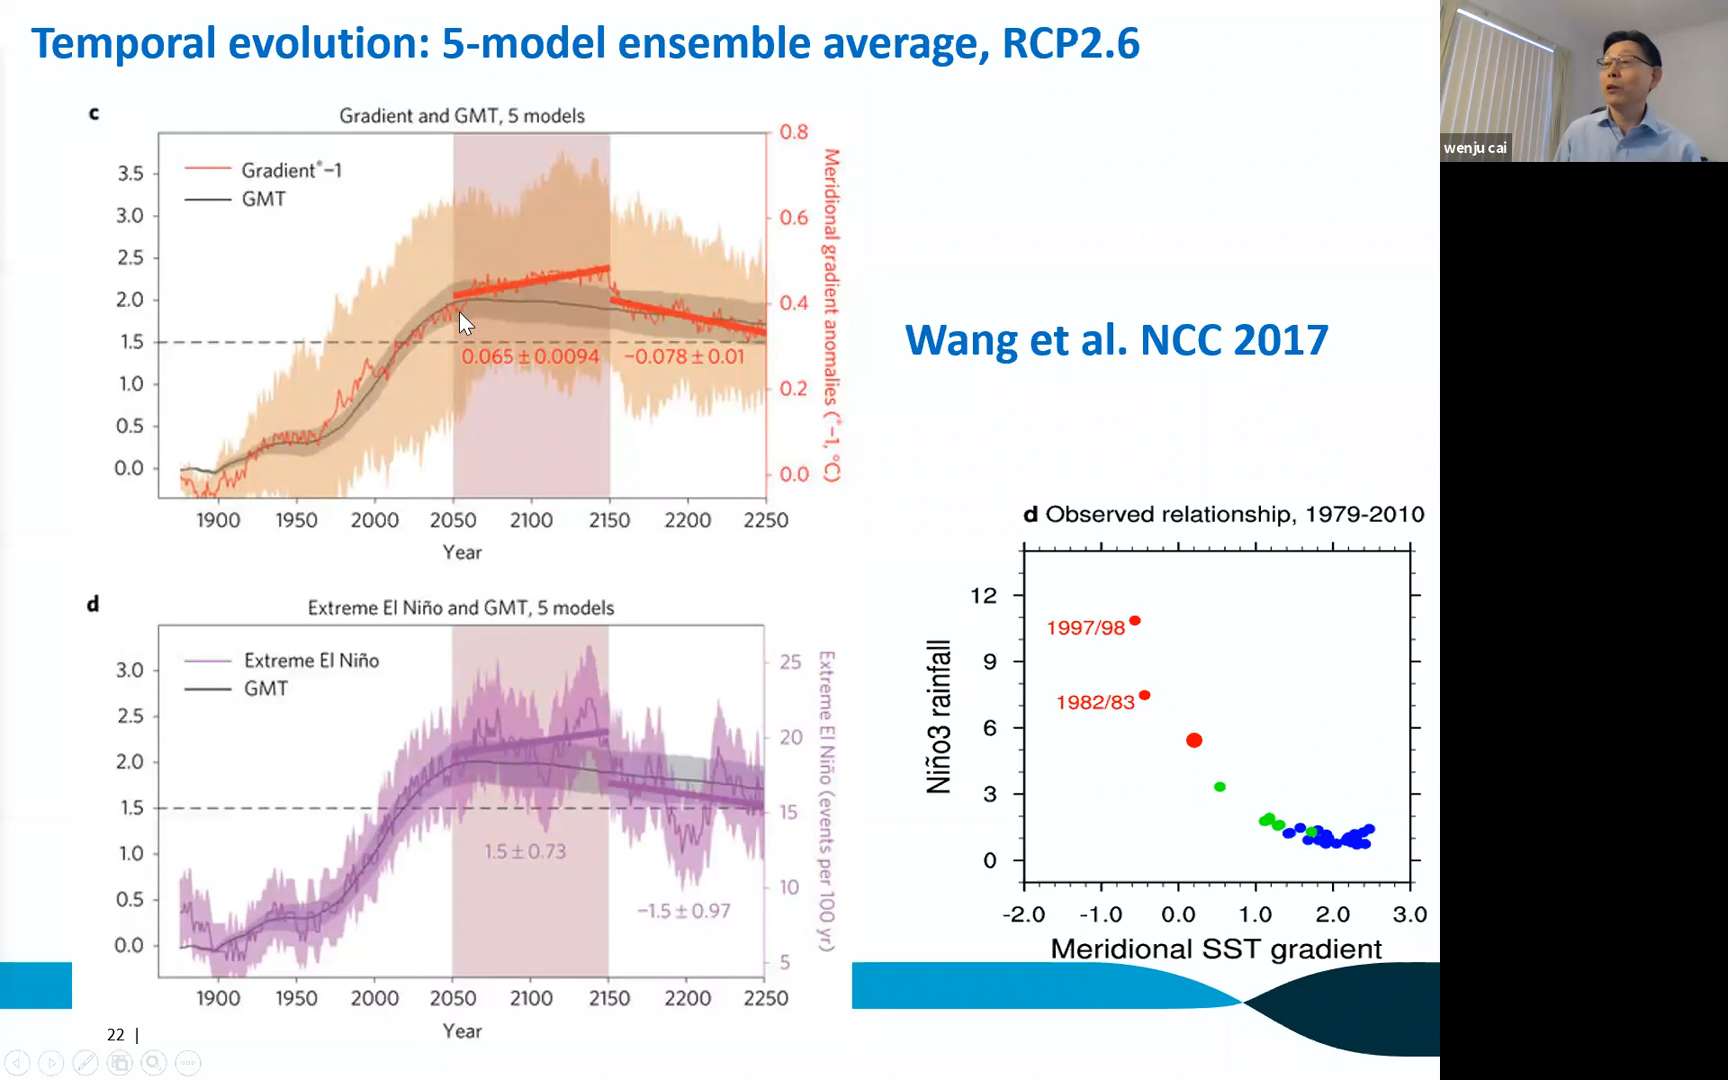 Temporal evolution: 5-model ensemble average, RCP2.6
wenju cai
c
Gradient and GMT, 5 models
Gradient*−1
GMT
3.5
3.0
2.5
2.0
1.5
1.0
0.5
0.0
0.8
0.6
0.4
0.2
0.0
Meridional gradient anomalies (*−1, °C)
0.065 ± 0.0094
−0.078 ± 0.01
1900 1950 2000 2050 2100 2150 2200 2250
Year
Wang et al. NCC 2017
d
Extreme El Niño and GMT, 5 models
Extreme El Niño
GMT
3.0
2.5
2.0
1.5
1.0
0.5
0.0
25
20
15
10
5
Extreme El Niño (events per 100 yr)
1.5 ± 0.73
−1.5 ± 0.97
1900 1950 2000 2050 2100 2150 2200 2250
Year
d Observed relationship, 1979-2010
12
9
6
3
0
Niño3 rainfall
1997/98
1982/83
-2.0 -1.0 0.0 1.0 2.0 3.0
Meridional SST gradient
22 |